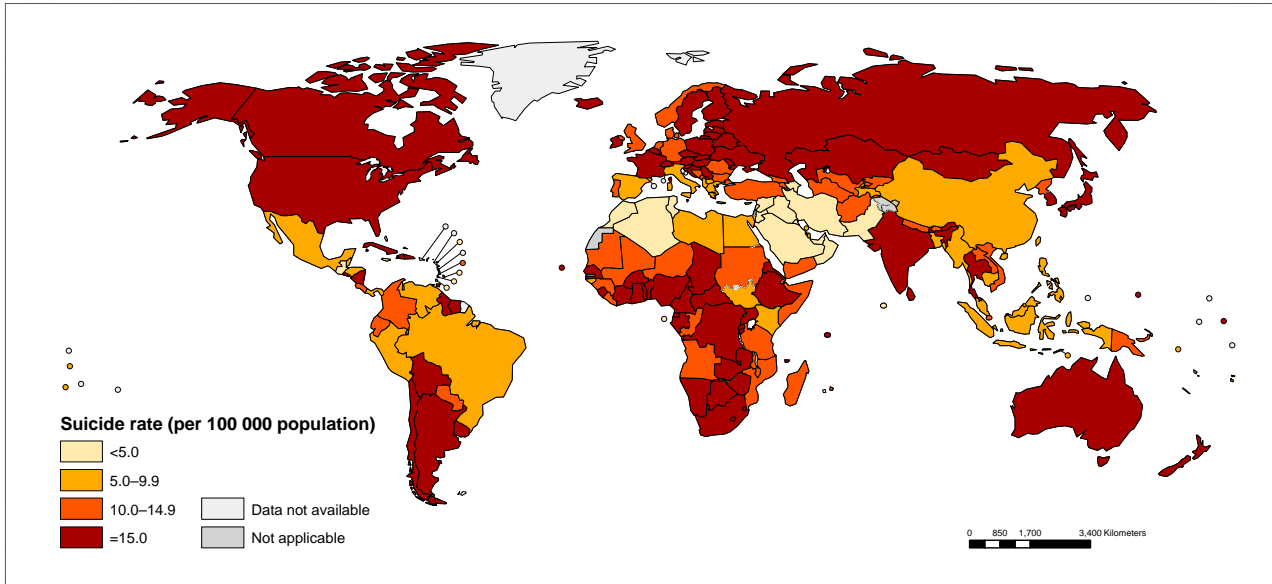 Suicide rate (per 100 000 population)
<5.0
5.0–9.9
10.0–14.9
=15.0
Data not available
Not applicable
0 850 1,700 3,400 Kilometers